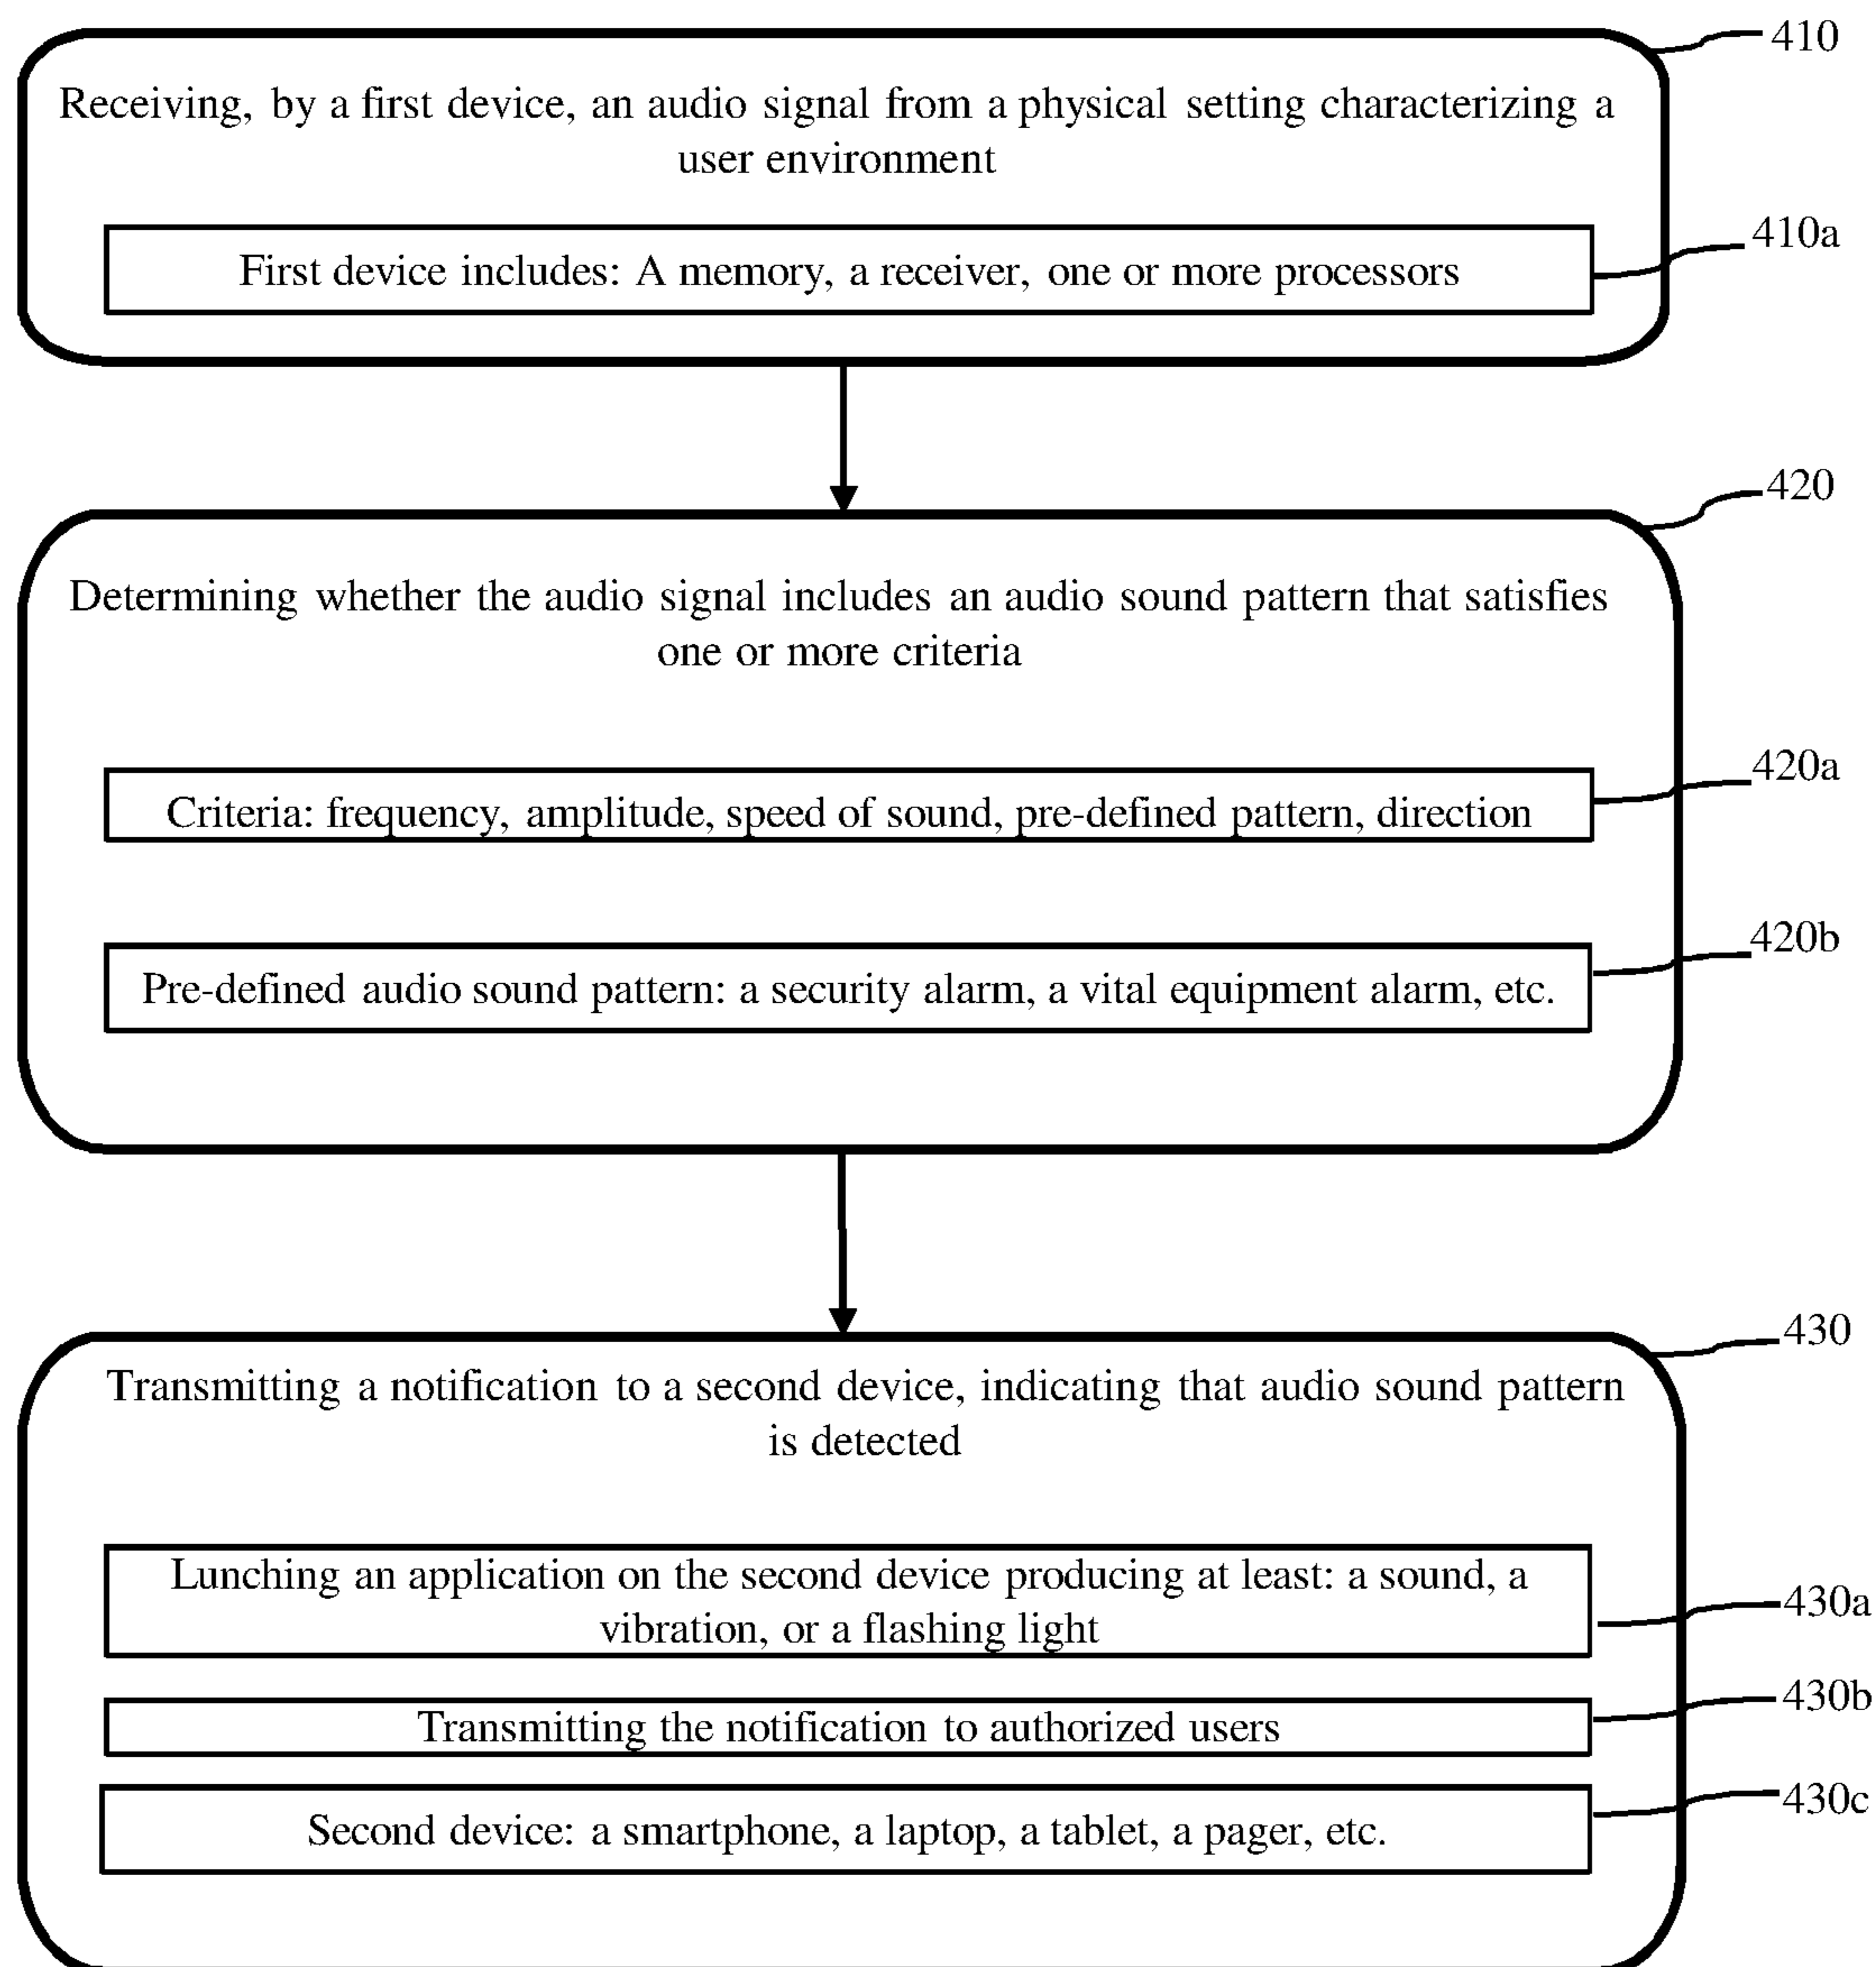 410
Receiving, by a first device, an audio signal from a physical setting characterizing a
user environment
410a
First device includes: A memory, a receiver, one or more processors
420
Determining whether the audio signal includes an audio sound pattern that satisfies
one or more criteria
420a
Criteria: frequency, amplitude, speed of sound, pre-defined pattern, direction
420b
Pre-defined audio sound pattern: a security alarm, a vital equipment alarm, etc.
430
Transmitting a notification to a second device, indicating that audio sound pattern
is detected
Lunching an application on the second device producing at least: a sound, a
vibration, or a flashing light
430a
430b
Transmitting the notification to authorized users
430c
Second device: a smartphone, a laptop, a tablet, a pager, etc.